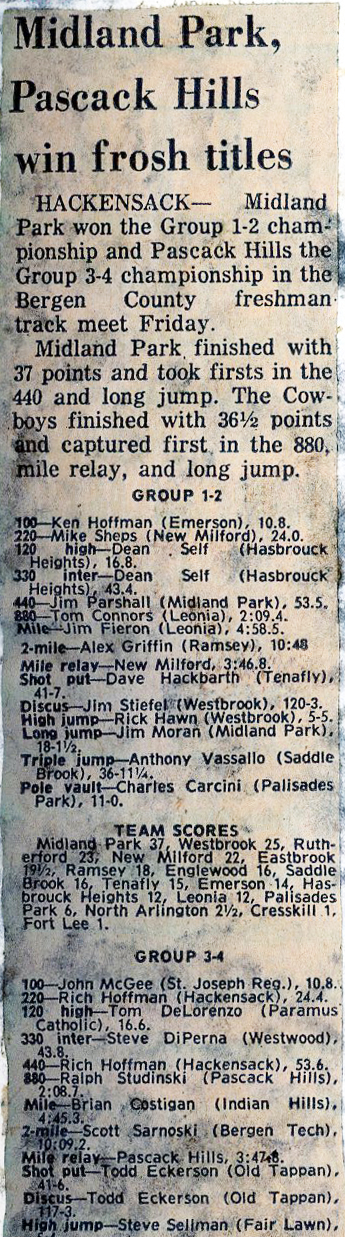 Midland Park,
Pascack Hills
win frosh titles
HACKENSACK— Midland
Park won the Group 1-2 cham-
pionship and Pascack Hills the
Group 3-4 championship in the
Bergen County freshman
track meet Friday.
Midland Park finished with
37 points and took firsts in the
440 and long jump. The Cow-
boys finished with 36½ points
and captured first in the 880,
mile relay, and long jump.
GROUP 1-2
100—Ken Hoffman (Emerson), 10.8.
220—Mike Sheps (New Milford), 24.0.
120 high—Dean Self (Hasbrouck
Heights), 16.8.
330 inter—Dean Self (Hasbrouck
Heights), 43.4.
440—Jim Parshall (Midland Park), 53.5.
880—Tom Connors (Leonia), 2:09.4.
Mile—Jim Fieron (Leonia), 4:58.5.
2-mile—Alex Griffin (Ramsey), 10:48
Mile relay—New Milford, 3:46.8.
Shot put—Dave Hackbarth (Tenafly),
41-7.
Discus—Jim Stiefel (Westbrook), 120-3.
High jump—Rick Hawn (Westbrook), 5-5.
Long jump—Jim Moran (Midland Park),
18-1½.
Triple jump—Anthony Vassallo (Saddle
Brook), 36-11¼.
Pole vault—Charles Carcini (Palisades
Park), 11-0.
TEAM SCORES
Midland Park 37, Westbrook 25, Ruth-
erford 23, New Milford 22, Eastbrook
19½, Ramsey 18, Englewood 16, Saddle
Brook 16, Tenafly 15, Emerson 14, Has-
brouck Heights 12, Leonia 12, Palisades
Park 6, North Arlington 2½, Cresskill 1,
Fort Lee 1.
GROUP 3-4
100—John McGee (St. Joseph Reg.), 10.8.
220—Rich Hoffman (Hackensack), 24.4.
120 high—Tom DeLorenzo (Paramus
Catholic), 16.6.
330 inter—Steve DiPerna (Westwood),
43.8.
440—Rich Hoffman (Hackensack), 53.6.
880—Ralph Studinski (Pascack Hills),
2:08.7.
Mile—Brian Costigan (Indian Hills),
4:45.3.
2-mile—Scott Sarnoski (Bergen Tech),
10:09.2.
Mile relay—Pascack Hills, 3:47.8.
Shot put—Todd Eckerson (Old Tappan),
41-6.
Discus—Todd Eckerson (Old Tappan),
117-3.
High jump—Steve Sellman (Fair Lawn),